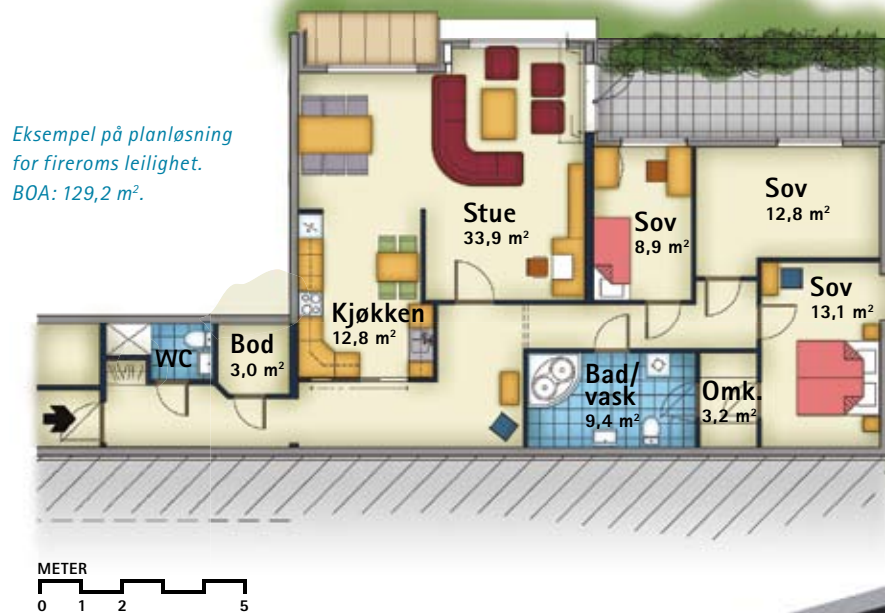 Eksempel på planløsning
for fireroms leilighet.
BOA: 129,2 m².
Stue
33,9 m²
Sov
8,9 m²
Sov
12,8 m²
Sov
13,1 m²
Kjøkken
12,8 m²
WC
Bod
3,0 m²
Bad/
vask
9,4 m²
Omk.
3,2 m²
METER
0 1 2 5